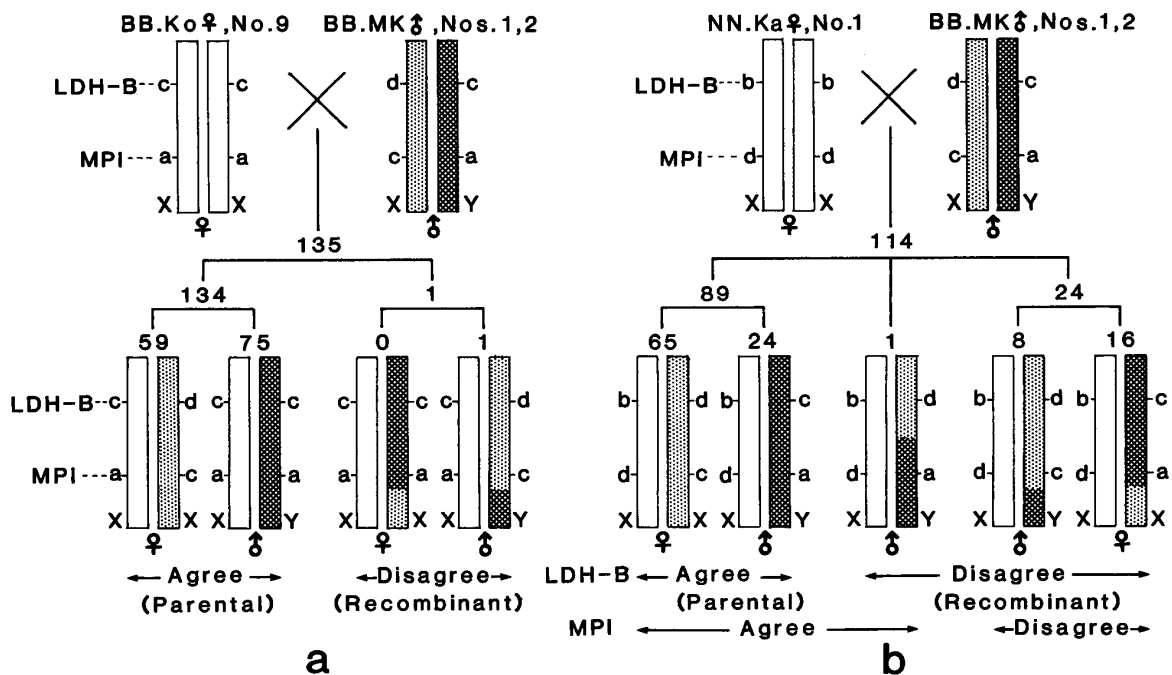 BB.Ko♀,No.9 BB.MK♂,Nos.1,2 NN.Ka♀,No.1 BB.MK♂,Nos.1,2
LDH-B c c d c LDH-B b b d c
MPI a a c a MPI d d c a
X X X Y X X X Y
♀ ♂ ♀ ♂
135 114
134 1 89 24
59 75 0 1 65 24 1 8 16
LDH-B c d c c c c c d b d b c b d b d b c
MPI a c a a a a a c d c d a d a d c d a
X X X Y X X X Y X X X Y X Y X Y X X
♀ ♂ ♀ ♂ ♀ ♂ ♂ ♂ ♀
Agree Disagree LDH-B Agree Disagree
(Parental) (Recombinant) (Parental) (Recombinant)
MPI Agree Disagree
a b